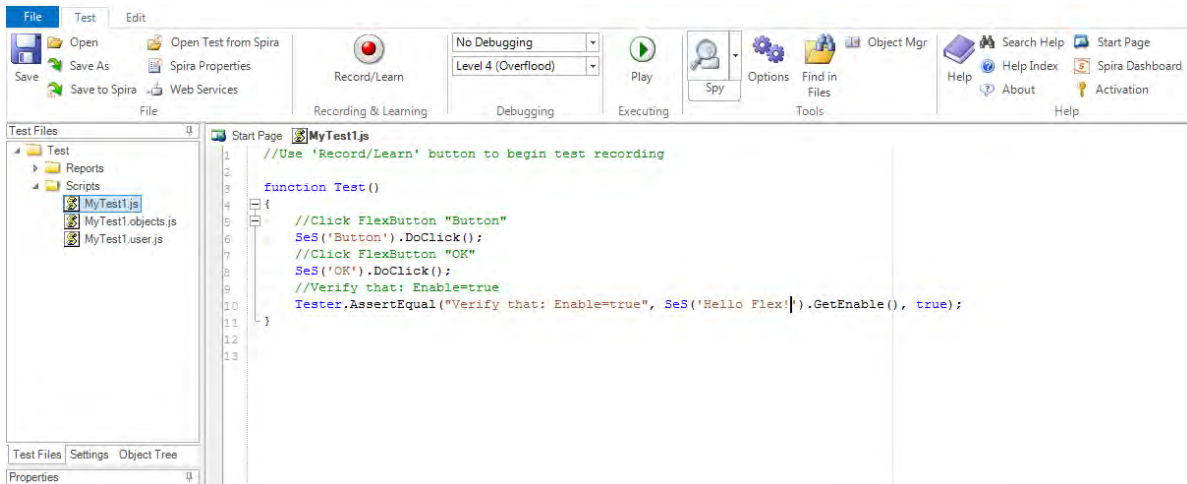 File Test Edit
Open Open Test from Spira No Debugging Object Mgr Search Help Start Page
Save As Spira Properties Level 4 (Overflood) Help Index Spira Dashboard
Save Save to Spira Web Services Record/Learn Play Spy Options Find in Files Help About Activation
File Recording & Learning Debugging Executing Tools Help
Test Files Start Page MyTest1.js
Test
Reports
Scripts
MyTest1.js
MyTest1.objects.js
MyTest1.user.js
1 //Use 'Record/Learn' button to begin test recording
2
3 function Test()
4 {
5 //Click FlexButton "Button"
6 SeS('Button').DoClick();
7 //Click FlexButton "OK"
8 SeS('OK').DoClick();
9 //Verify that: Enable=true
10 Tester.AssertEqual("Verify that: Enable=true", SeS('Hello Flex!').GetEnable(), true);
11 }
12
13
Test Files Settings Object Tree
Properties